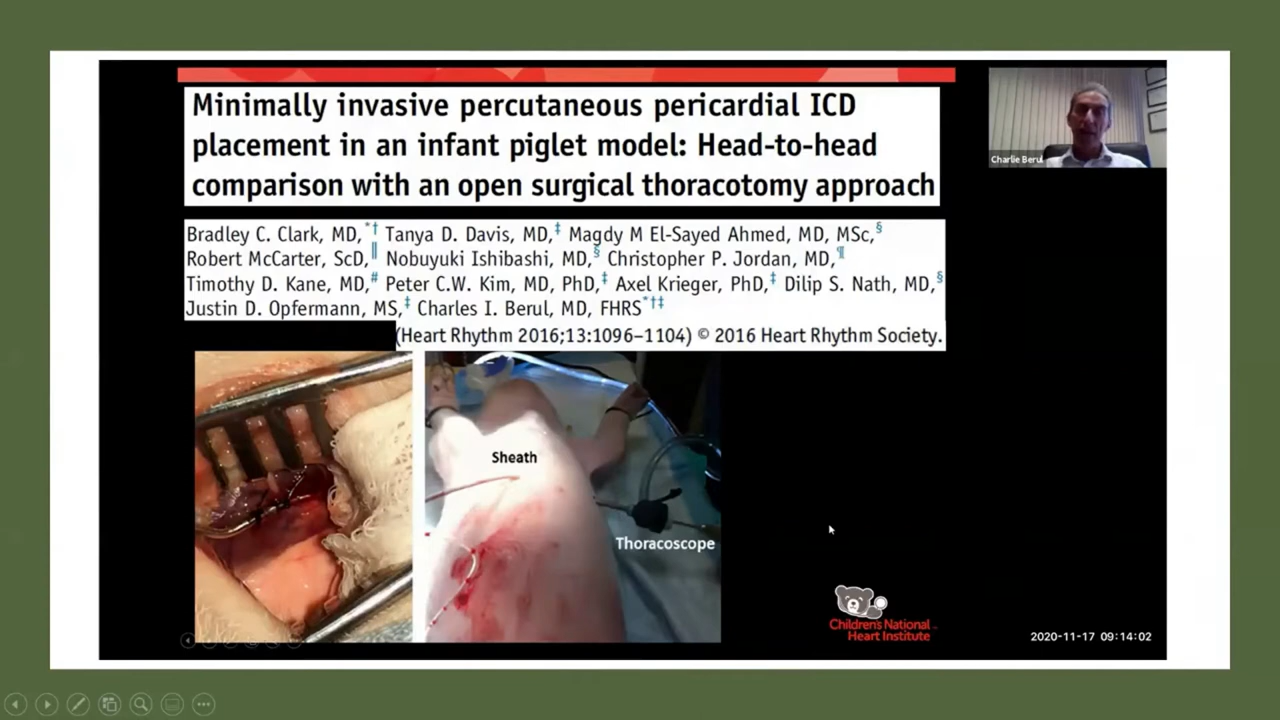 Minimally invasive percutaneous pericardial ICD
placement in an infant piglet model: Head-to-head
comparison with an open surgical thoracotomy approach
Charlie Berul
Bradley C. Clark, MD,*† Tanya D. Davis, MD,‡ Magdy M El-Sayed Ahmed, MD, MSc,§
Robert McCarter, ScD,‖ Nobuyuki Ishibashi, MD,§ Christopher P. Jordan, MD,¶
Timothy D. Kane, MD,# Peter C.W. Kim, MD, PhD,‡ Axel Krieger, PhD,‡ Dilip S. Nath, MD,§
Justin D. Opfermann, MS,‡ Charles I. Berul, MD, FHRS*†‡
(Heart Rhythm 2016;13:1096–1104) © 2016 Heart Rhythm Society.
Sheath
Thoracoscope
Children's National
Heart Institute
2020-11-17 09:14:02